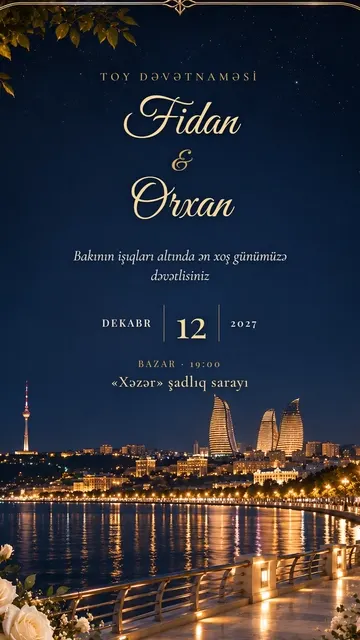 TOY DƏVƏTNAMƏSİ
Fidan
&
Orxan
Bakının işıqları altında ən xoş günümüzə
dəvətlisiniz
DEKABR 12 2027
BAZAR · 19:00
«Xəzər» şadlıq sarayı